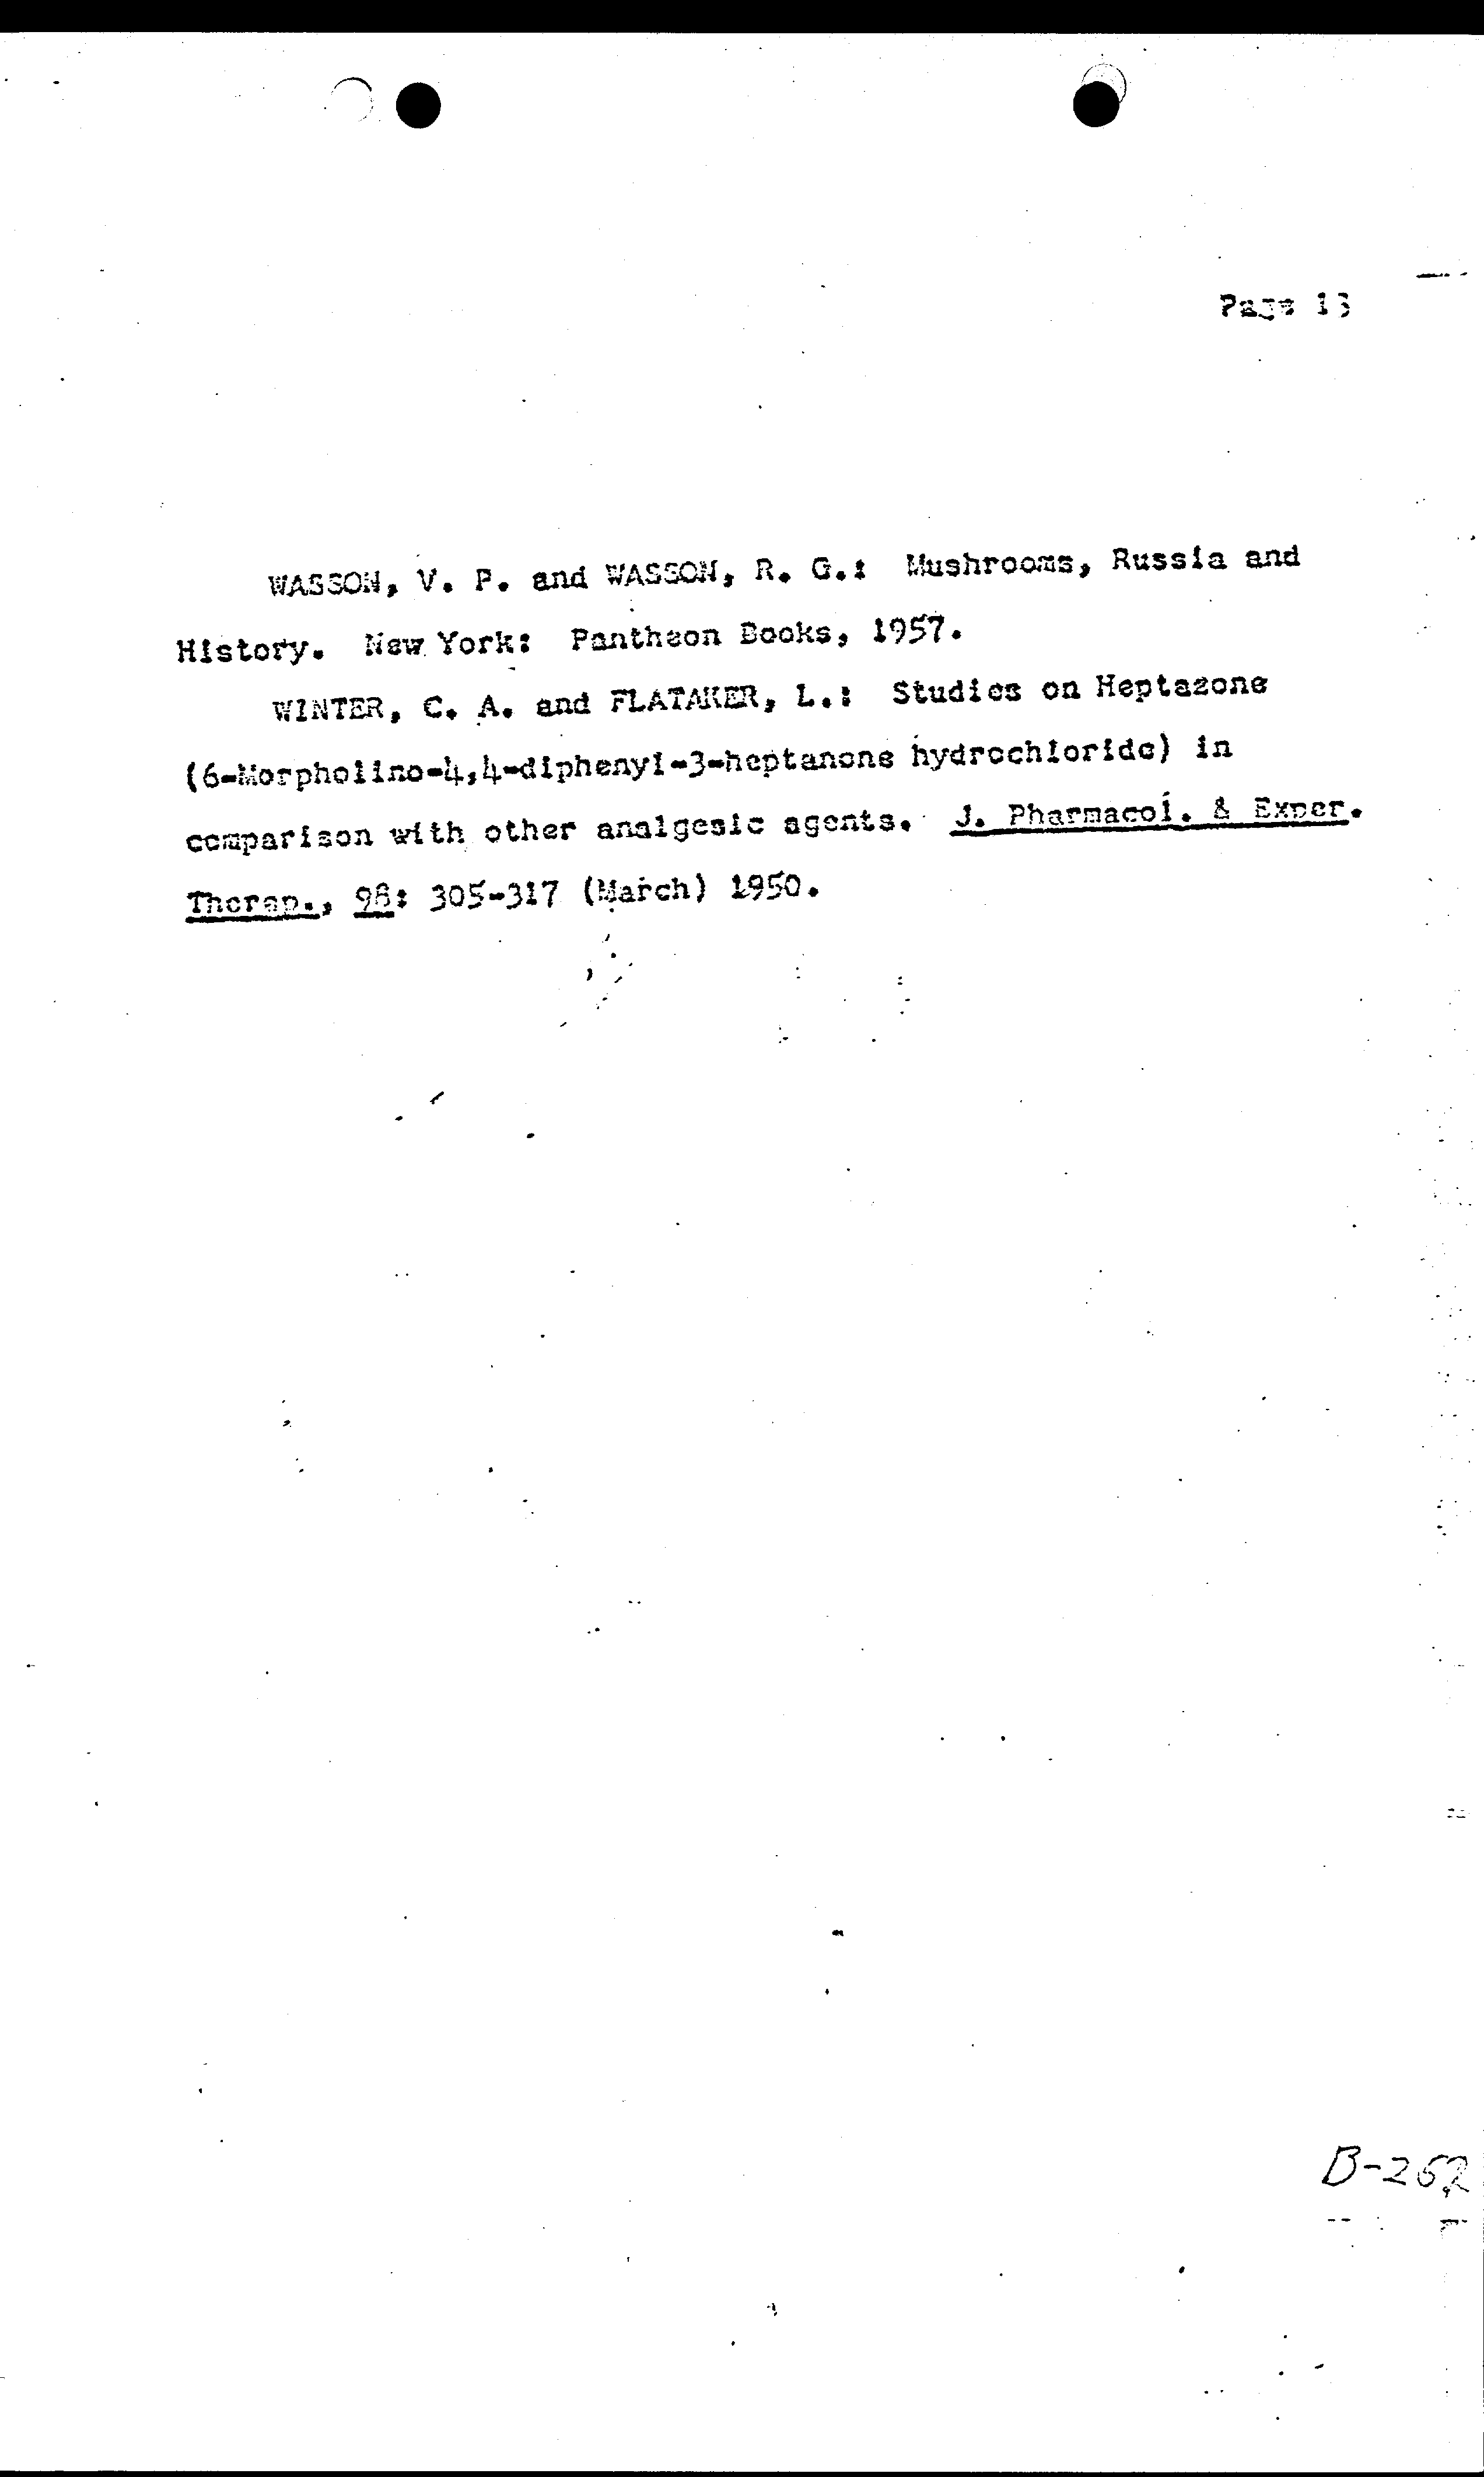 Page 13
WASSON, V. P. and WASSON, R. G.: Mushrooms, Russia and
History. New York: Pantheon Books, 1957.
WINTER, C. A. and FLATAKER, L.: Studies on Heptazone
(6-Morpholino-4,4-diphenyl-3-heptanone hydrochloride) in
comparison with other analgesic agents. J. Pharmacol. & Exper.
Therap., 98: 305-317 (March) 1950.
B-262